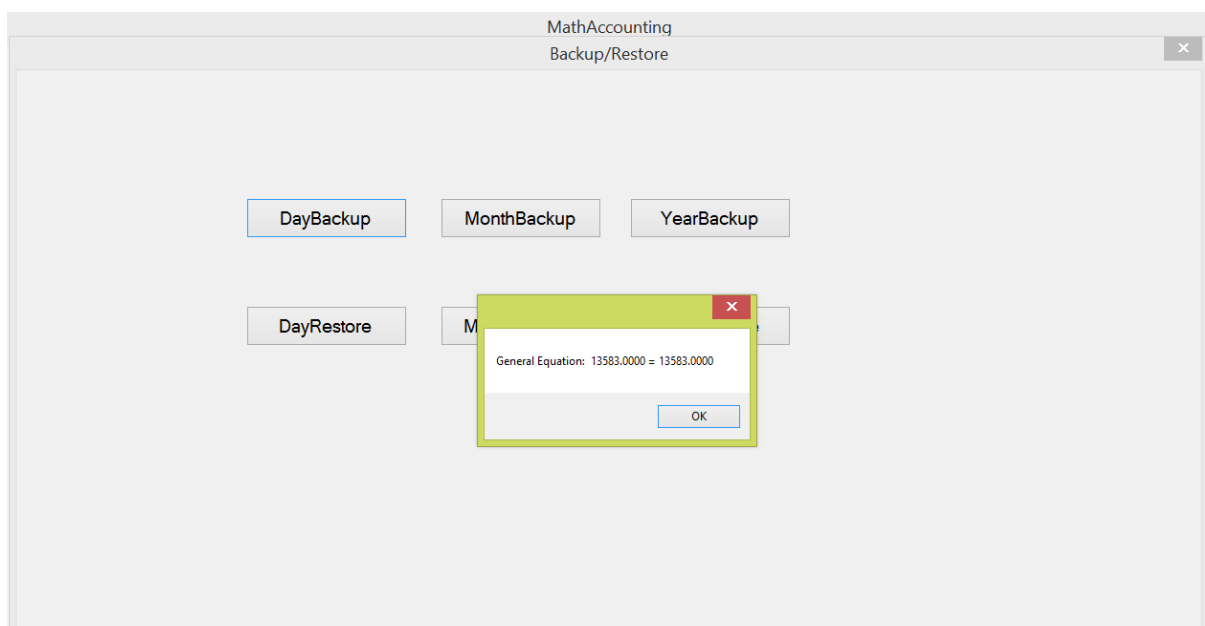 MathAccounting
Backup/Restore
DayBackup MonthBackup YearBackup
DayRestore M
General Equation: 13583.0000 = 13583.0000
OK